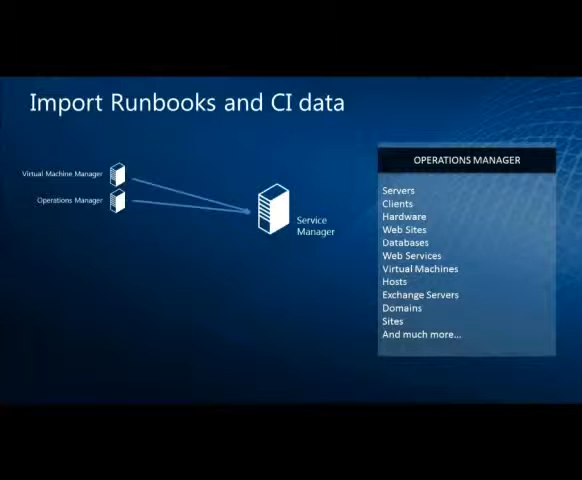 Import Runbooks and CI data
Virtual Machine Manager
Operations Manager
Service
Manager
OPERATIONS MANAGER
Servers
Clients
Hardware
Web Sites
Databases
Web Services
Virtual Machines
Hosts
Exchange Servers
Domains
Sites
And much more...